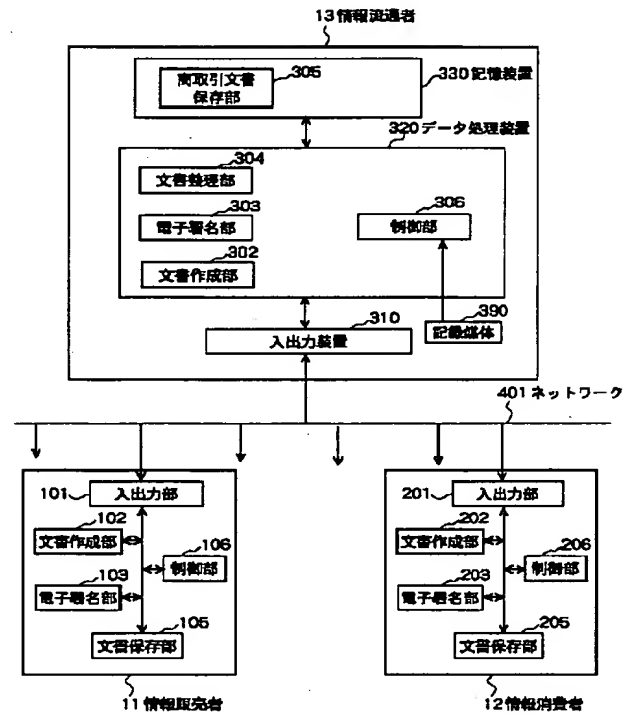 13 情報流通者
商取引文書
保存部
305
330 記憶装置
320 データ処理装置
304
文書整理部
303
電子署名部
306
制御部
302
文書作成部
310
入出力装置
390
記録媒体
401 ネットワーク
101
入出力部
102
文書作成部
106
制御部
103
電子署名部
105
文書保存部
11 情報販売者
201
入出力部
202
文書作成部
206
制御部
203
電子署名部
205
文書保存部
12 情報消費者